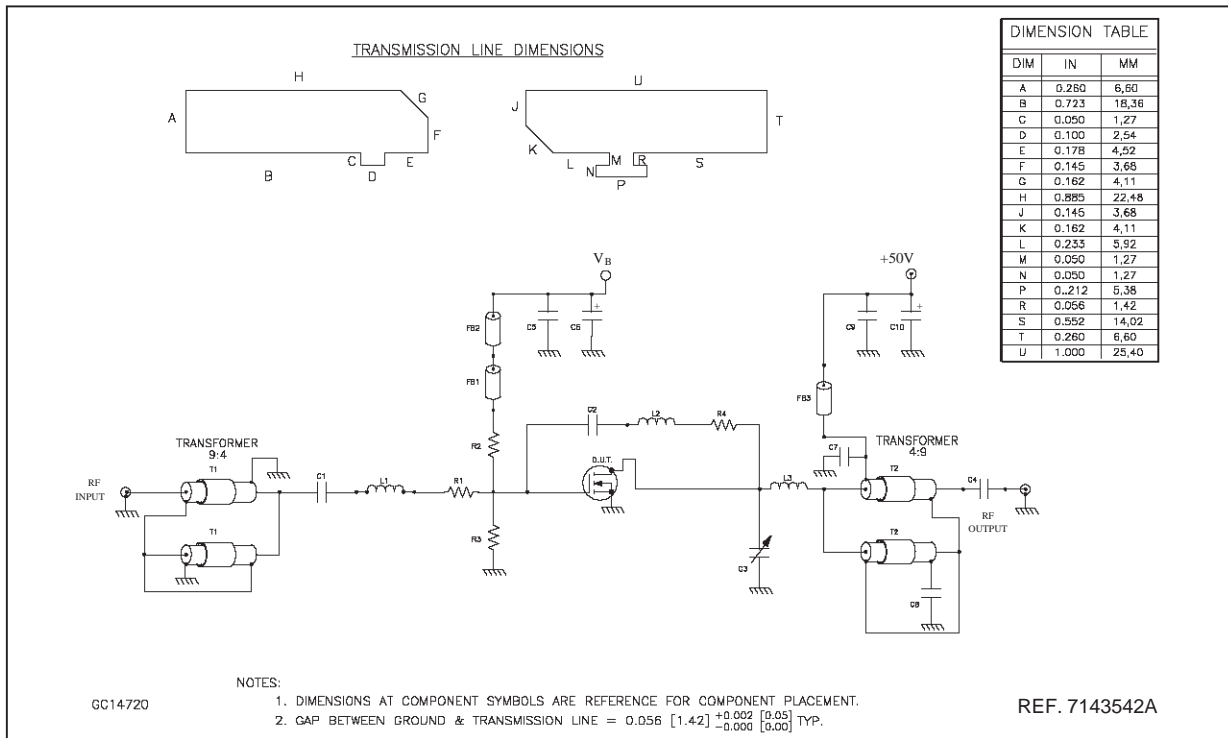 TRANSMISSION LINE DIMENSIONS
H
G
A
F
C
E
D
B
U
J
T
K
L
M
R
S
N
P
DIMENSION TABLE
DIM IN MM
A 0.260 6,60
B 0.723 18,36
C 0.050 1,27
D 0.100 2,54
E 0.178 4,52
F 0.145 3,68
G 0.162 4,11
H 0.885 22,48
J 0.145 3,68
K 0.162 4,11
L 0.233 5,92
M 0.050 1,27
N 0.050 1,27
P 0..212 5,38
R 0.056 1,42
S 0.552 14,02
T 0.260 6,60
U 1.000 25,40
VB
+50V
FB2
C5
+
C6
C9
+
C10
FB1
FB3
C2
L2
R4
R2
D.U.T.
C7
TRANSFORMER
9:4
TRANSFORMER
4:9
T1
T2
RF
INPUT
C1
L1
R1
L3
C4
RF
OUTPUT
T1
R3
C3
T2
C8
NOTES:
1. DIMENSIONS AT COMPONENT SYMBOLS ARE REFERENCE FOR COMPONENT PLACEMENT.
2. GAP BETWEEN GROUND & TRANSMISSION LINE = 0.056 [1.42] +0.002 [0.05] -0.000 [0.00] TYP.
GC14720
REF. 7143542A